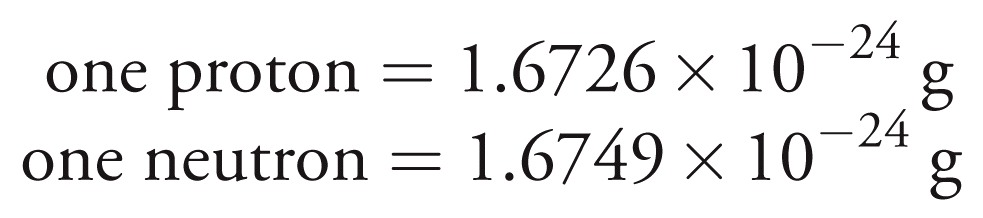 one proton = 1.6726 × 10⁻²⁴ g
one neutron = 1.6749 × 10⁻²⁴ g